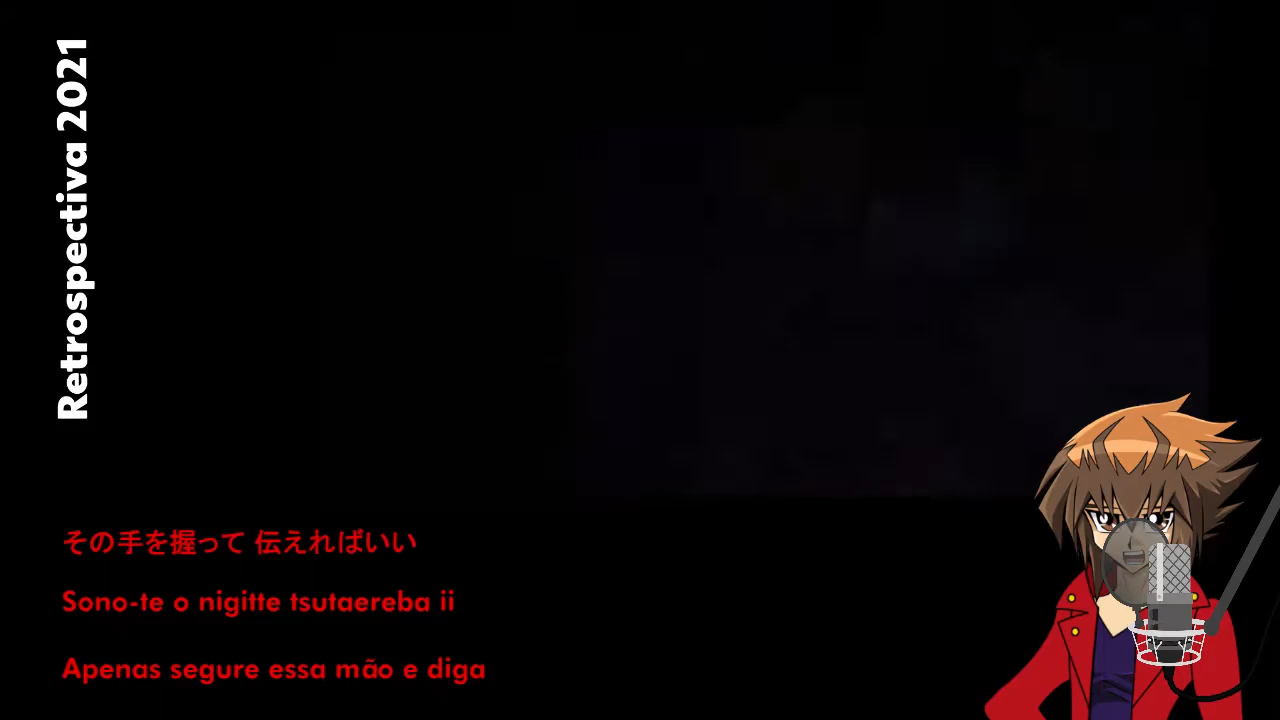 Retrospectiva 2021
その手を握って 伝えればいい
Sono-te o nigitte tsutaereba ii
Apenas segure essa mão e diga